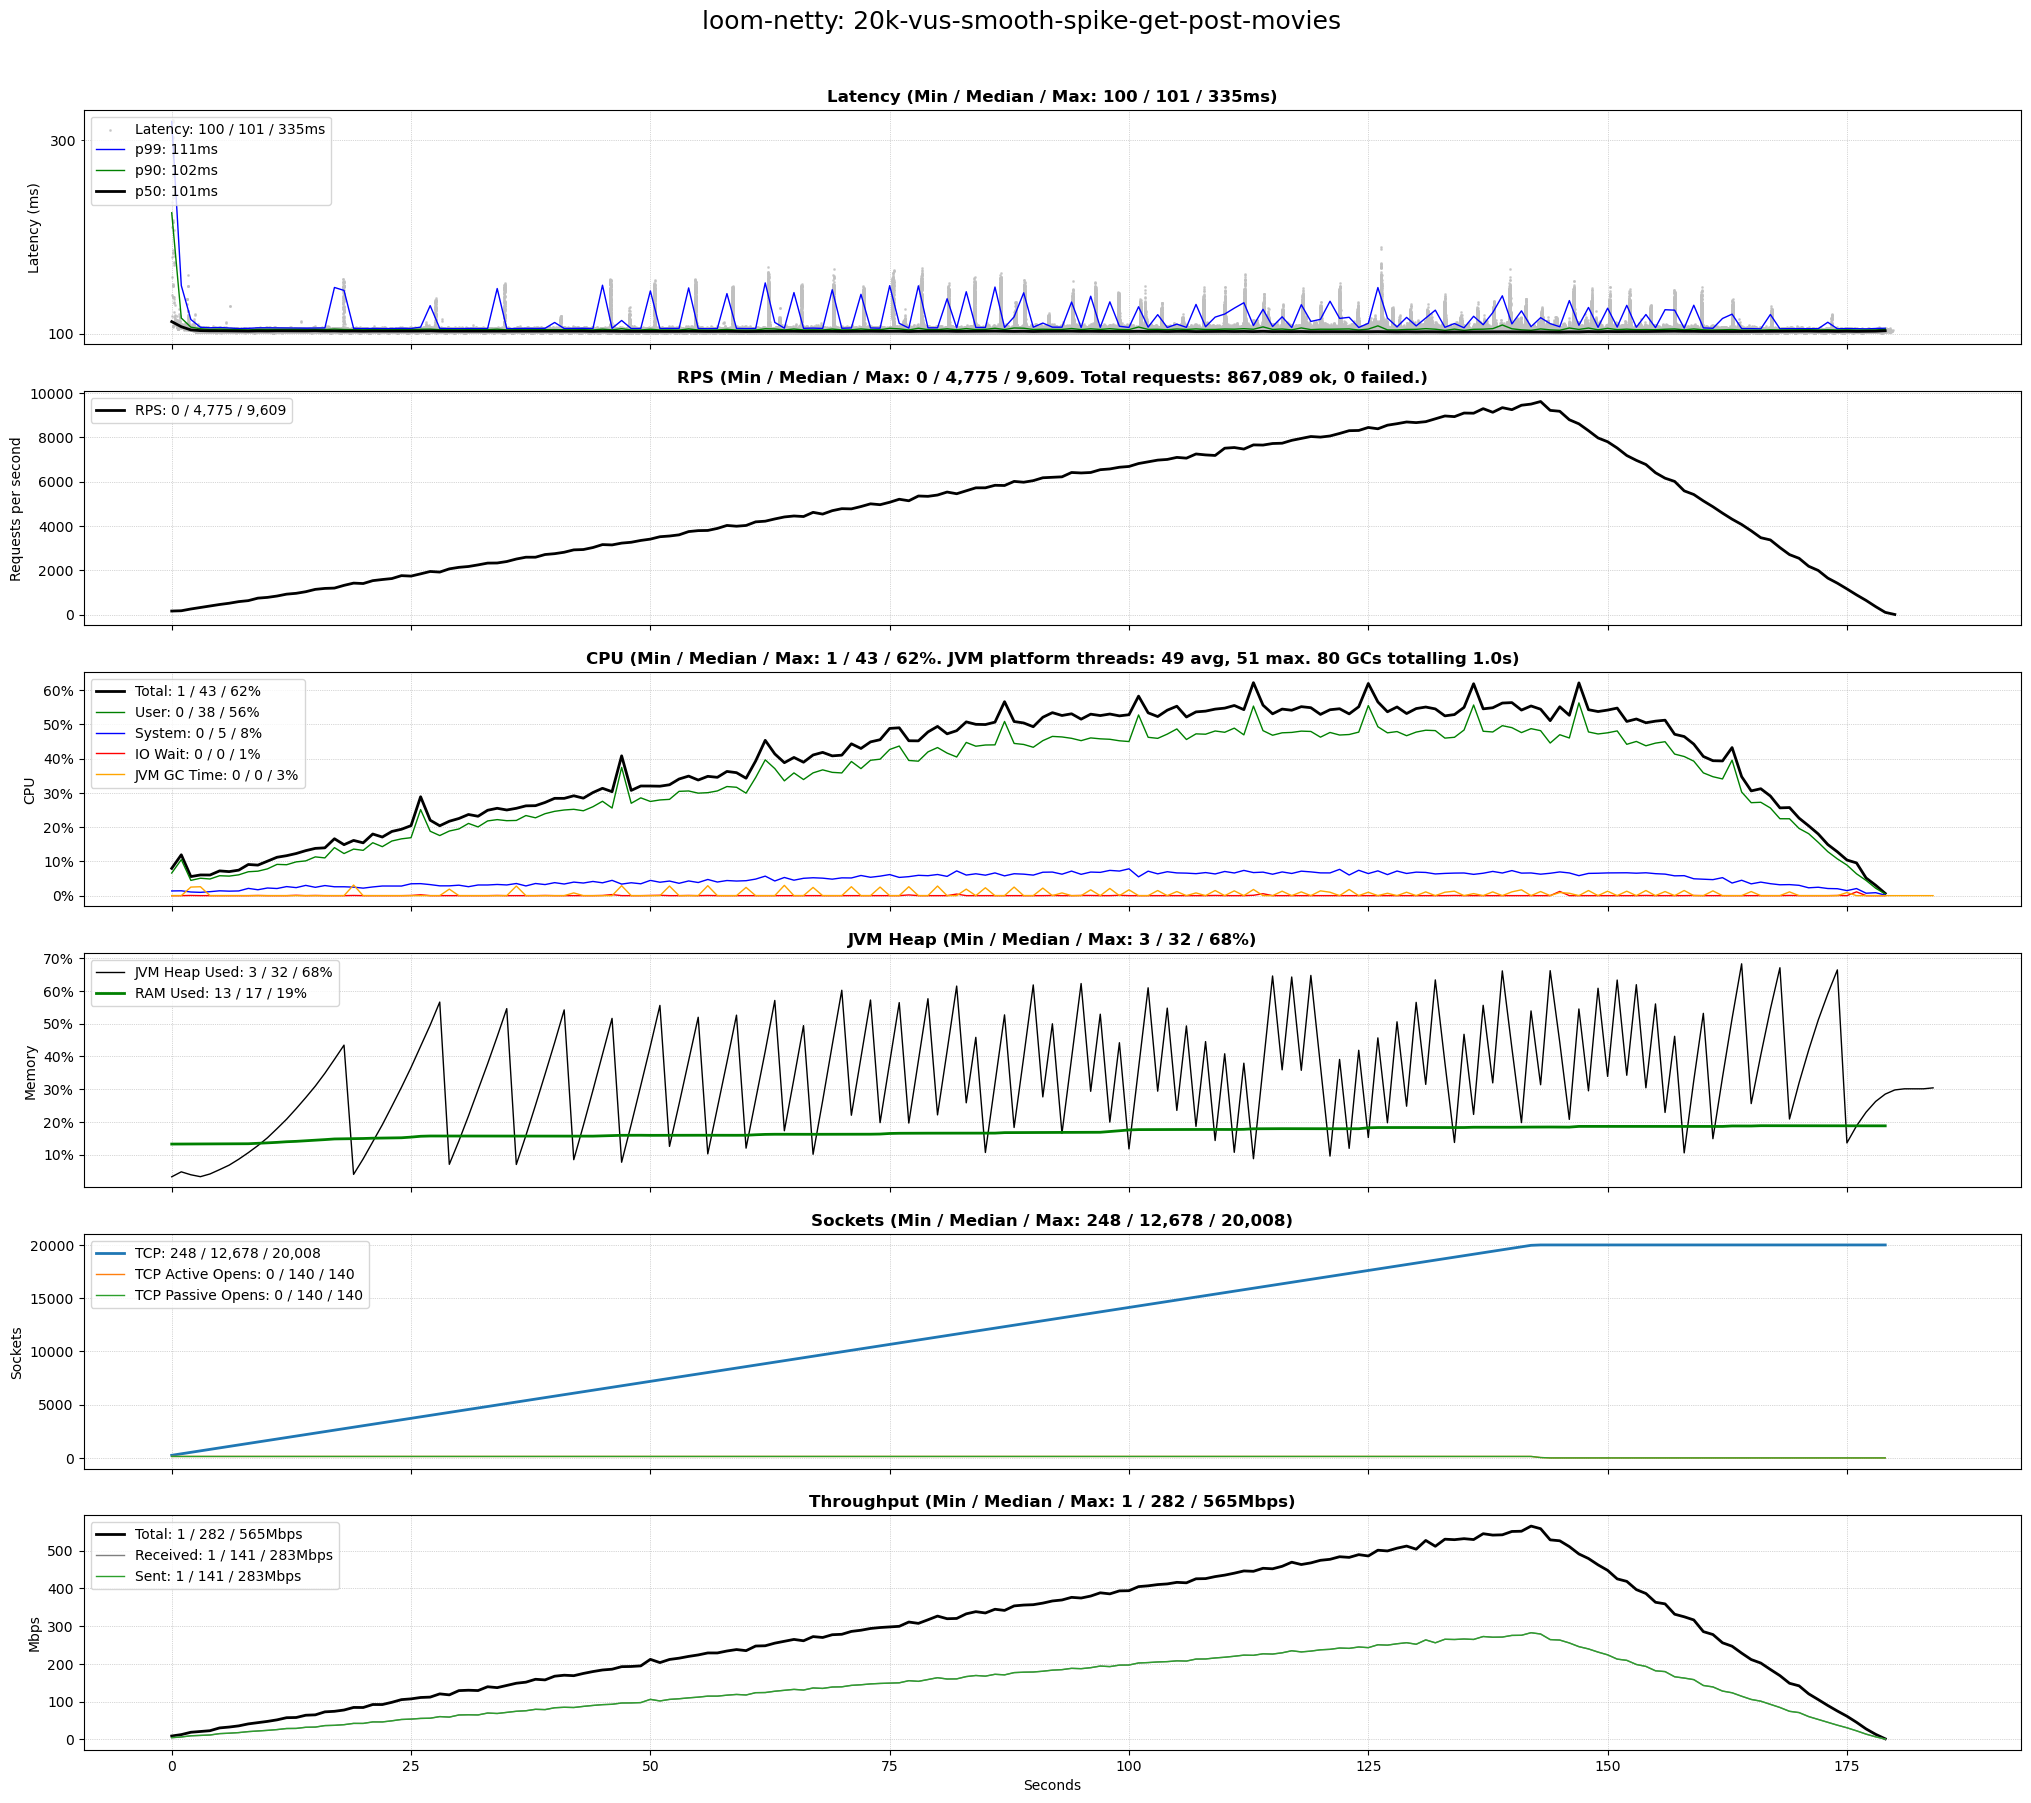 loom-netty: 20k-vus-smooth-spike-get-post-movies
Latency (Min / Median / Max: 100 / 101 / 335ms)
Latency: 100 / 101 / 335ms
p99: 111ms
p90: 102ms
p50: 101ms
300
100
Latency (ms)
RPS (Min / Median / Max: 0 / 4,775 / 9,609. Total requests: 867,089 ok, 0 failed.)
RPS: 0 / 4,775 / 9,609
10000
8000
6000
4000
2000
0
Requests per second
CPU (Min / Median / Max: 1 / 43 / 62%. JVM platform threads: 49 avg, 51 max. 80 GCs totalling 1.0s)
Total: 1 / 43 / 62%
User: 0 / 38 / 56%
System: 0 / 5 / 8%
IO Wait: 0 / 0 / 1%
JVM GC Time: 0 / 0 / 3%
60%
50%
40%
30%
20%
10%
0%
CPU
JVM Heap (Min / Median / Max: 3 / 32 / 68%)
JVM Heap Used: 3 / 32 / 68%
RAM Used: 13 / 17 / 19%
70%
60%
50%
40%
30%
20%
10%
Memory
Sockets (Min / Median / Max: 248 / 12,678 / 20,008)
TCP: 248 / 12,678 / 20,008
TCP Active Opens: 0 / 140 / 140
TCP Passive Opens: 0 / 140 / 140
20000
15000
10000
5000
0
Sockets
Throughput (Min / Median / Max: 1 / 282 / 565Mbps)
Total: 1 / 282 / 565Mbps
Received: 1 / 141 / 283Mbps
Sent: 1 / 141 / 283Mbps
500
400
300
200
100
0
Mbps
0 25 50 75 100 125 150 175
Seconds